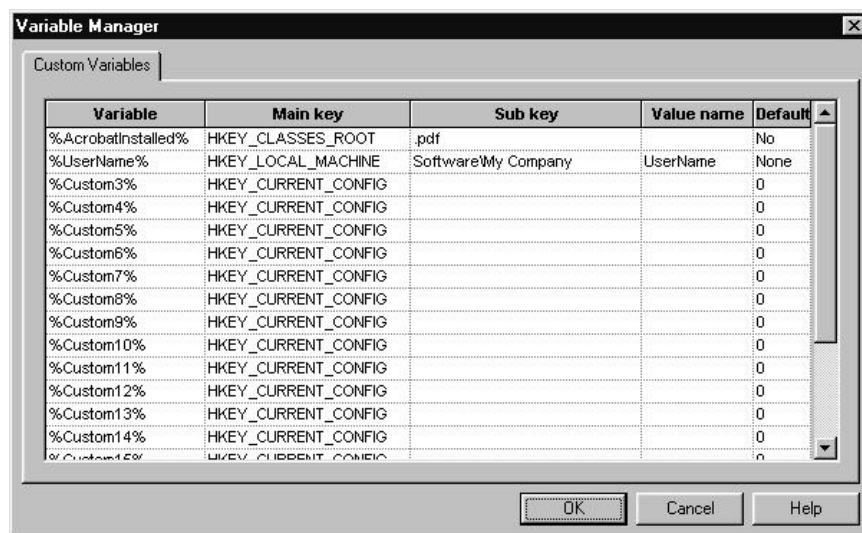 Variable Manager
Custom Variables
Variable Main key Sub key Value name Default
%AcrobatInstalled% HKEY_CLASSES_ROOT .pdf No
%UserName% HKEY_LOCAL_MACHINE Software\My Company UserName None
%Custom3% HKEY_CURRENT_CONFIG 0
%Custom4% HKEY_CURRENT_CONFIG 0
%Custom5% HKEY_CURRENT_CONFIG 0
%Custom6% HKEY_CURRENT_CONFIG 0
%Custom7% HKEY_CURRENT_CONFIG 0
%Custom8% HKEY_CURRENT_CONFIG 0
%Custom9% HKEY_CURRENT_CONFIG 0
%Custom10% HKEY_CURRENT_CONFIG 0
%Custom11% HKEY_CURRENT_CONFIG 0
%Custom12% HKEY_CURRENT_CONFIG 0
%Custom13% HKEY_CURRENT_CONFIG 0
%Custom14% HKEY_CURRENT_CONFIG 0
%Custom15% HKEY_CURRENT_CONFIG 0
OK Cancel Help